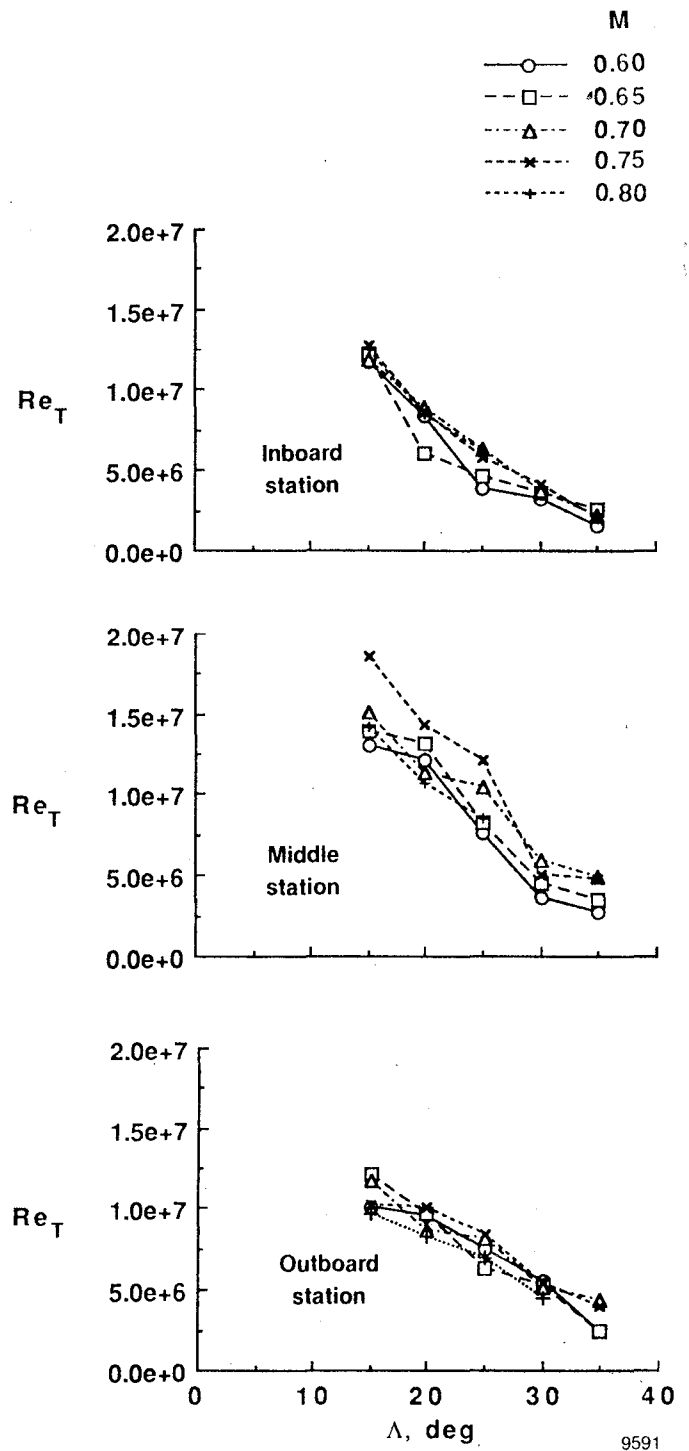 M
0.60
0.65
0.70
0.75
0.80
2.0e+7
1.5e+7
1.0e+7
5.0e+6
0.0e+0
Re_T
Inboard
station
2.0e+7
1.5e+7
1.0e+7
5.0e+6
0.0e+0
Re_T
Middle
station
2.0e+7
1.5e+7
1.0e+7
5.0e+6
0.0e+0
Re_T
Outboard
station
0 10 20 30 40
Λ, deg
9591